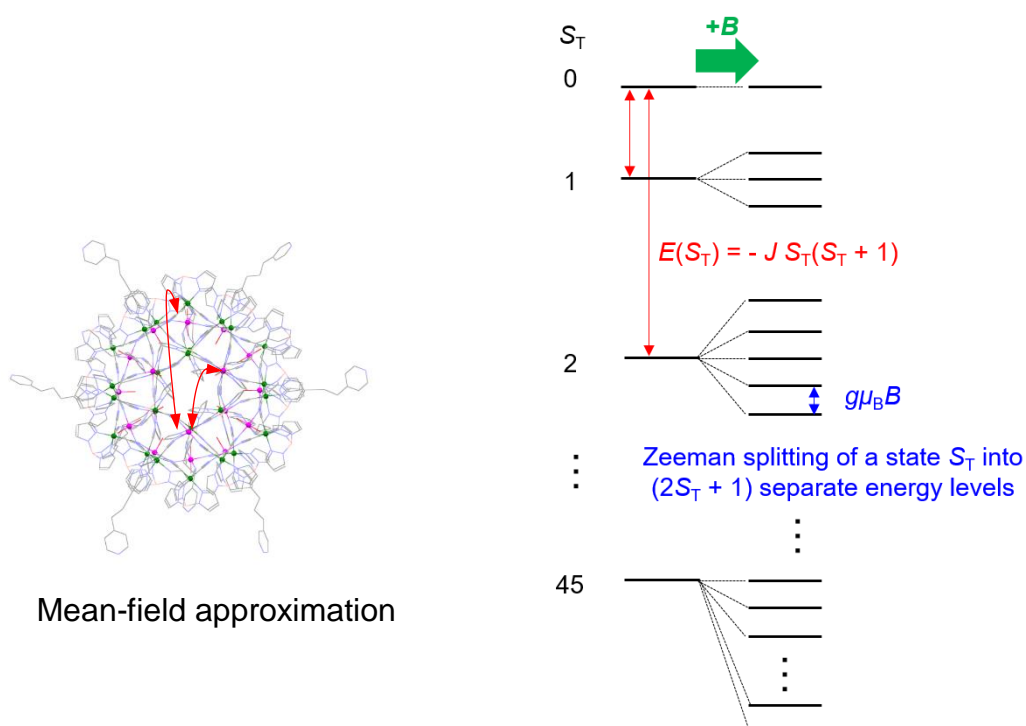 +B
S_T
0
1
E(S_T) = - J S_T(S_T + 1)
2
gμ_BB
Zeeman splitting of a state S_T into
(2S_T + 1) separate energy levels
⋮
⋮
45
Mean-field approximation
⋮